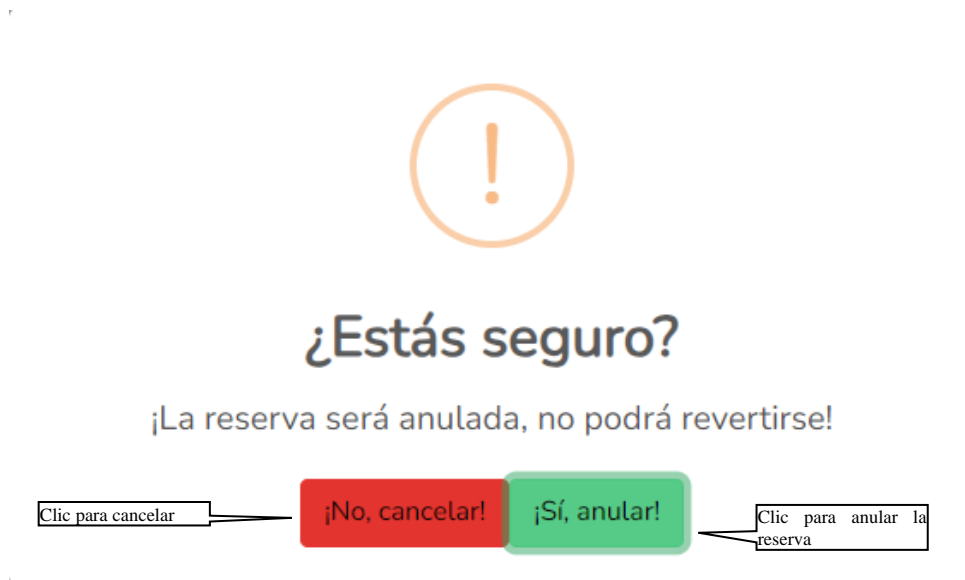 !
¿Estás seguro?
¡La reserva será anulada, no podrá revertirse!
Clic para cancelar
¡No, cancelar!
¡Sí, anular!
Clic para anular la
reserva